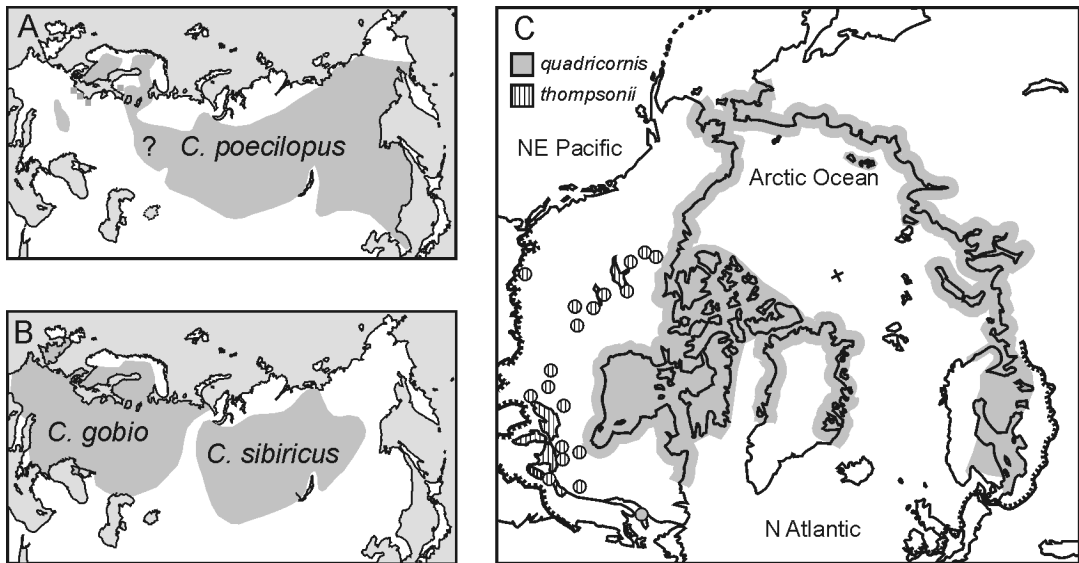 A
? C. poecilopus
B
C. gobio
C. sibiricus
C
quadricornis
thompsonii
NE Pacific
Arctic Ocean
N Atlantic